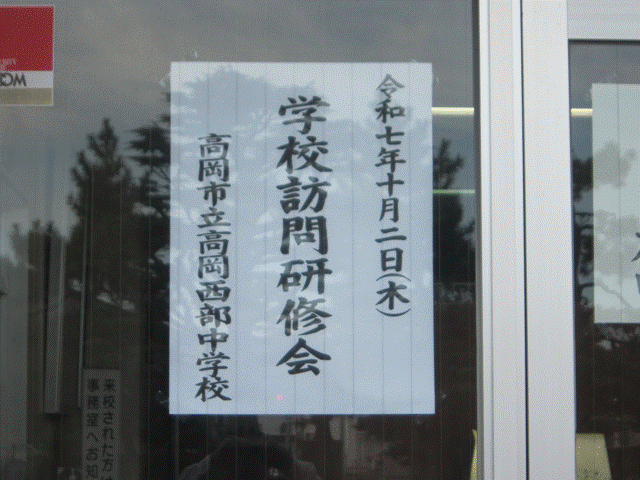 令和七年十月二日(木)
学校訪問研修会
高岡市立高岡西部中学校
来校された方は
事務室へお知